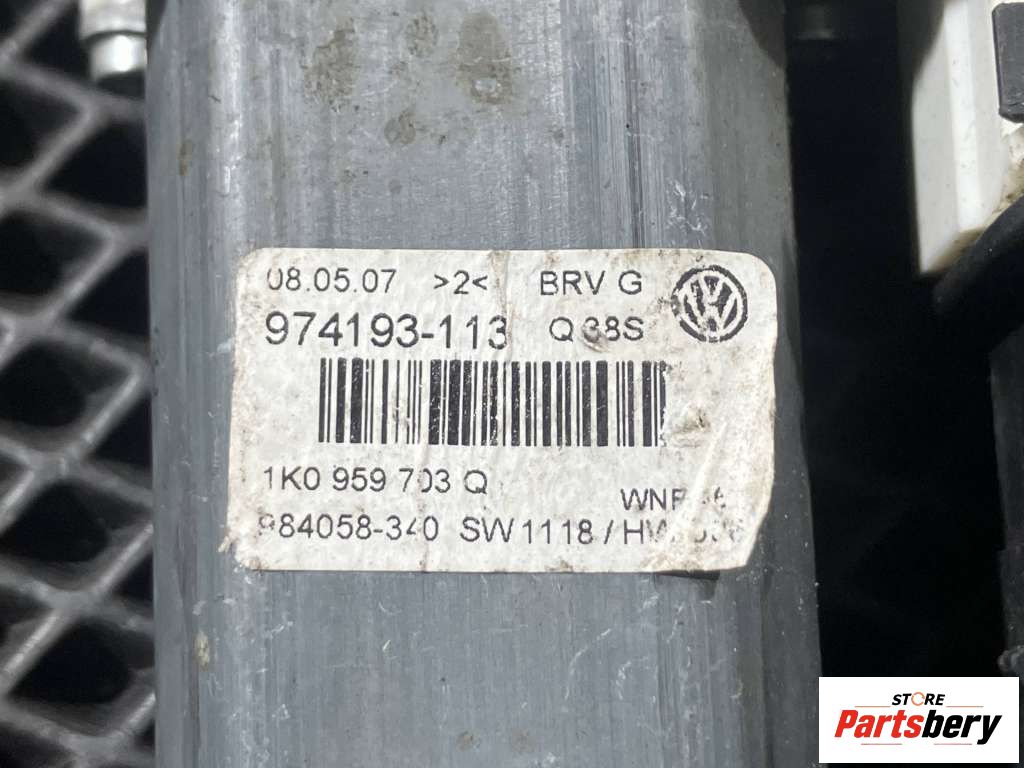 08.05.07 >2< BRV G
974193-113 Q 38S
1K0 959 703 Q
984058-340 SW1118 /
STORE
Partsbery